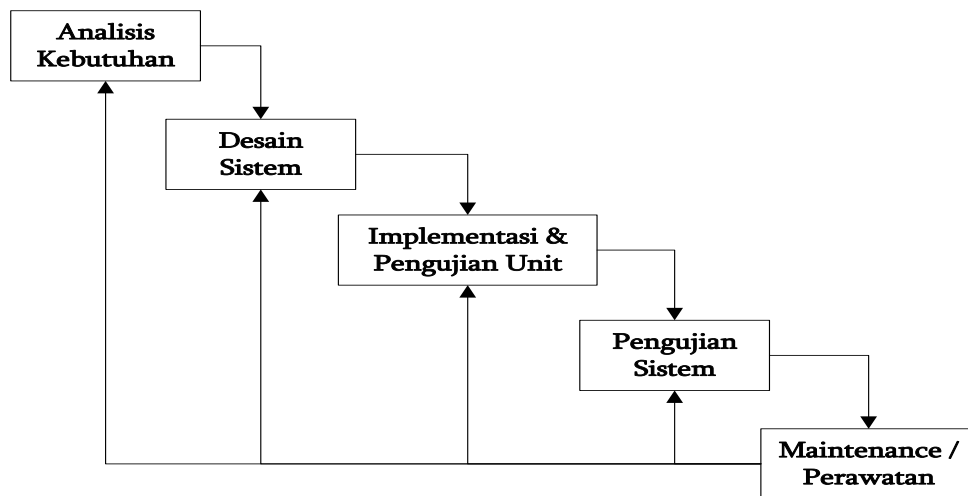 Analisis
Kebutuhan
Desain
Sistem
Implementasi &
Pengujian Unit
Pengujian
Sistem
Maintenance /
Perawatan